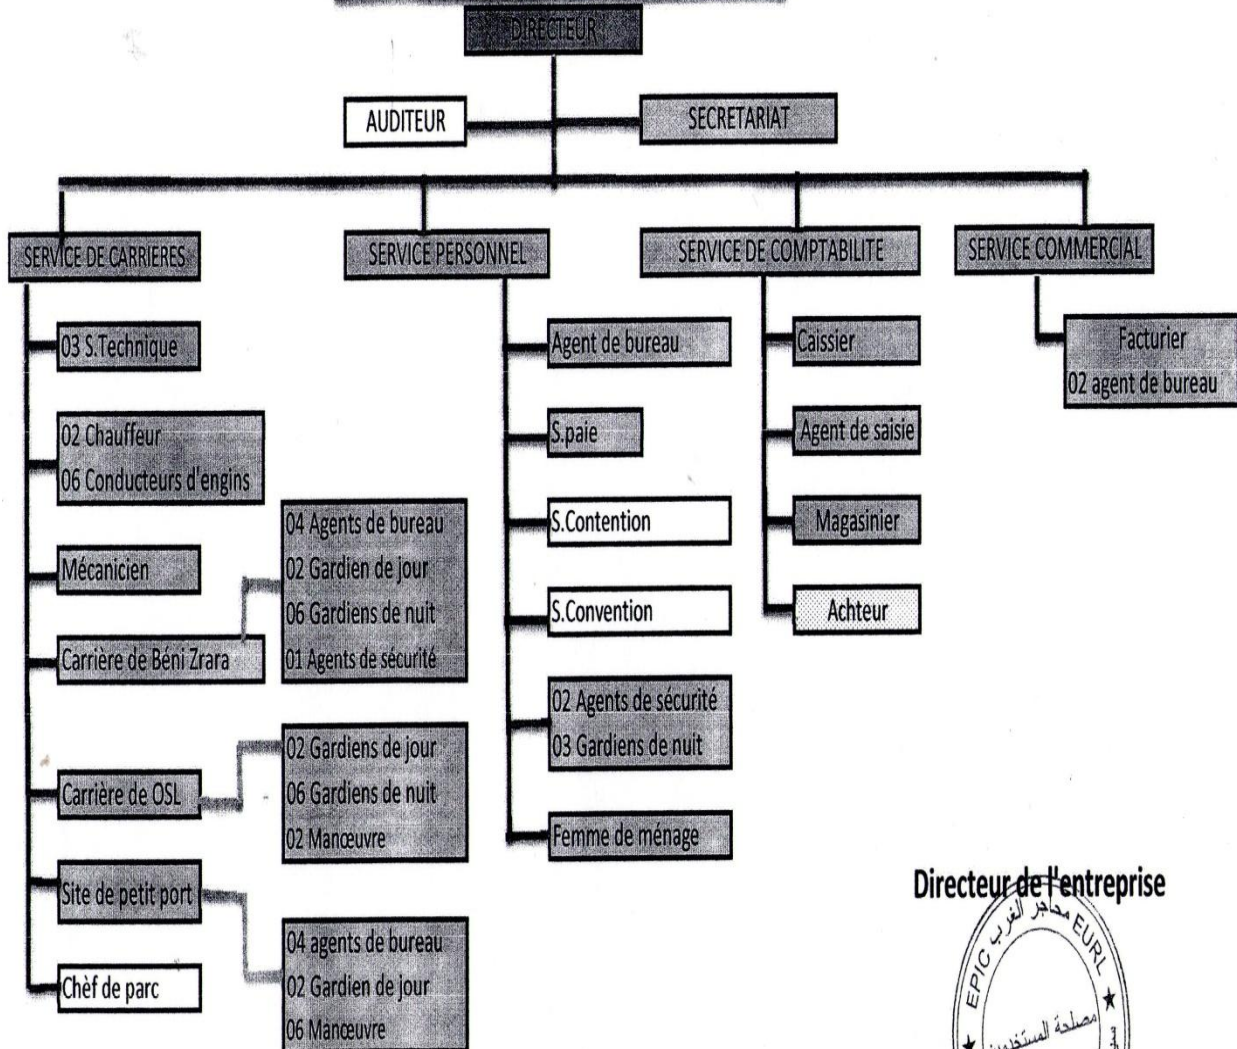 DIRECTEUR
AUDITEUR
SECRETARIAT
SERVICE DE CARRIERES
SERVICE PERSONNEL
SERVICE DE COMPTABILITE
SERVICE COMMERCIAL
03 S.Technique
02 Chauffeur
06 Conducteurs d'engins
Mécanicien
Carrière de Béni Zrara
04 Agents de bureau
02 Gardien de jour
06 Gardiens de nuit
01 Agents de sécurité
Carrière de OSL
02 Gardiens de jour
06 Gardiens de nuit
02 Manœuvre
Site de petit port
04 agents de bureau
02 Gardien de jour
06 Manœuvre
Chèf de parc
Agent de bureau
S.paie
S.Contention
S.Convention
02 Agents de sécurité
03 Gardiens de nuit
Femme de ménage
Caissier
Agent de saisie
Magasinier
Achteur
Facturier
02 agent de bureau
Directeur de l'entreprise
EPIC محاجر الغرب EURL
مصلحة المستخدمين